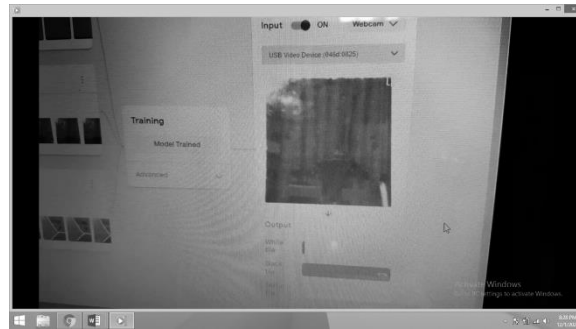 Input ON Webcam
USB Video Device (046d:0825)
Training
Model Trained
Advanced
Output
Activate Windows
Go to PC settings to activate Windows.